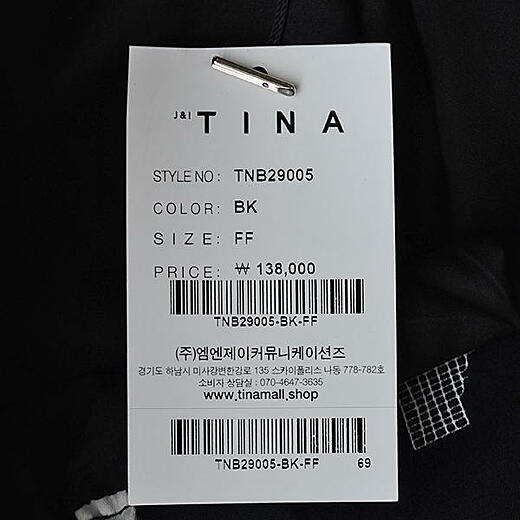 J&I TINA
STYLE NO: TNB29005
COLOR: BK
SIZE: FF
PRICE: ₩ 138,000
TNB29005-BK-FF
(주)엠엔제이커뮤니케이션즈
경기도 하남시 미사강변한강로 135 스카이폴리스 나동 778-782호
소비자 상담실 : 070-4647-3635
www.tinamall.shop
TNB29005-BK-FF 69